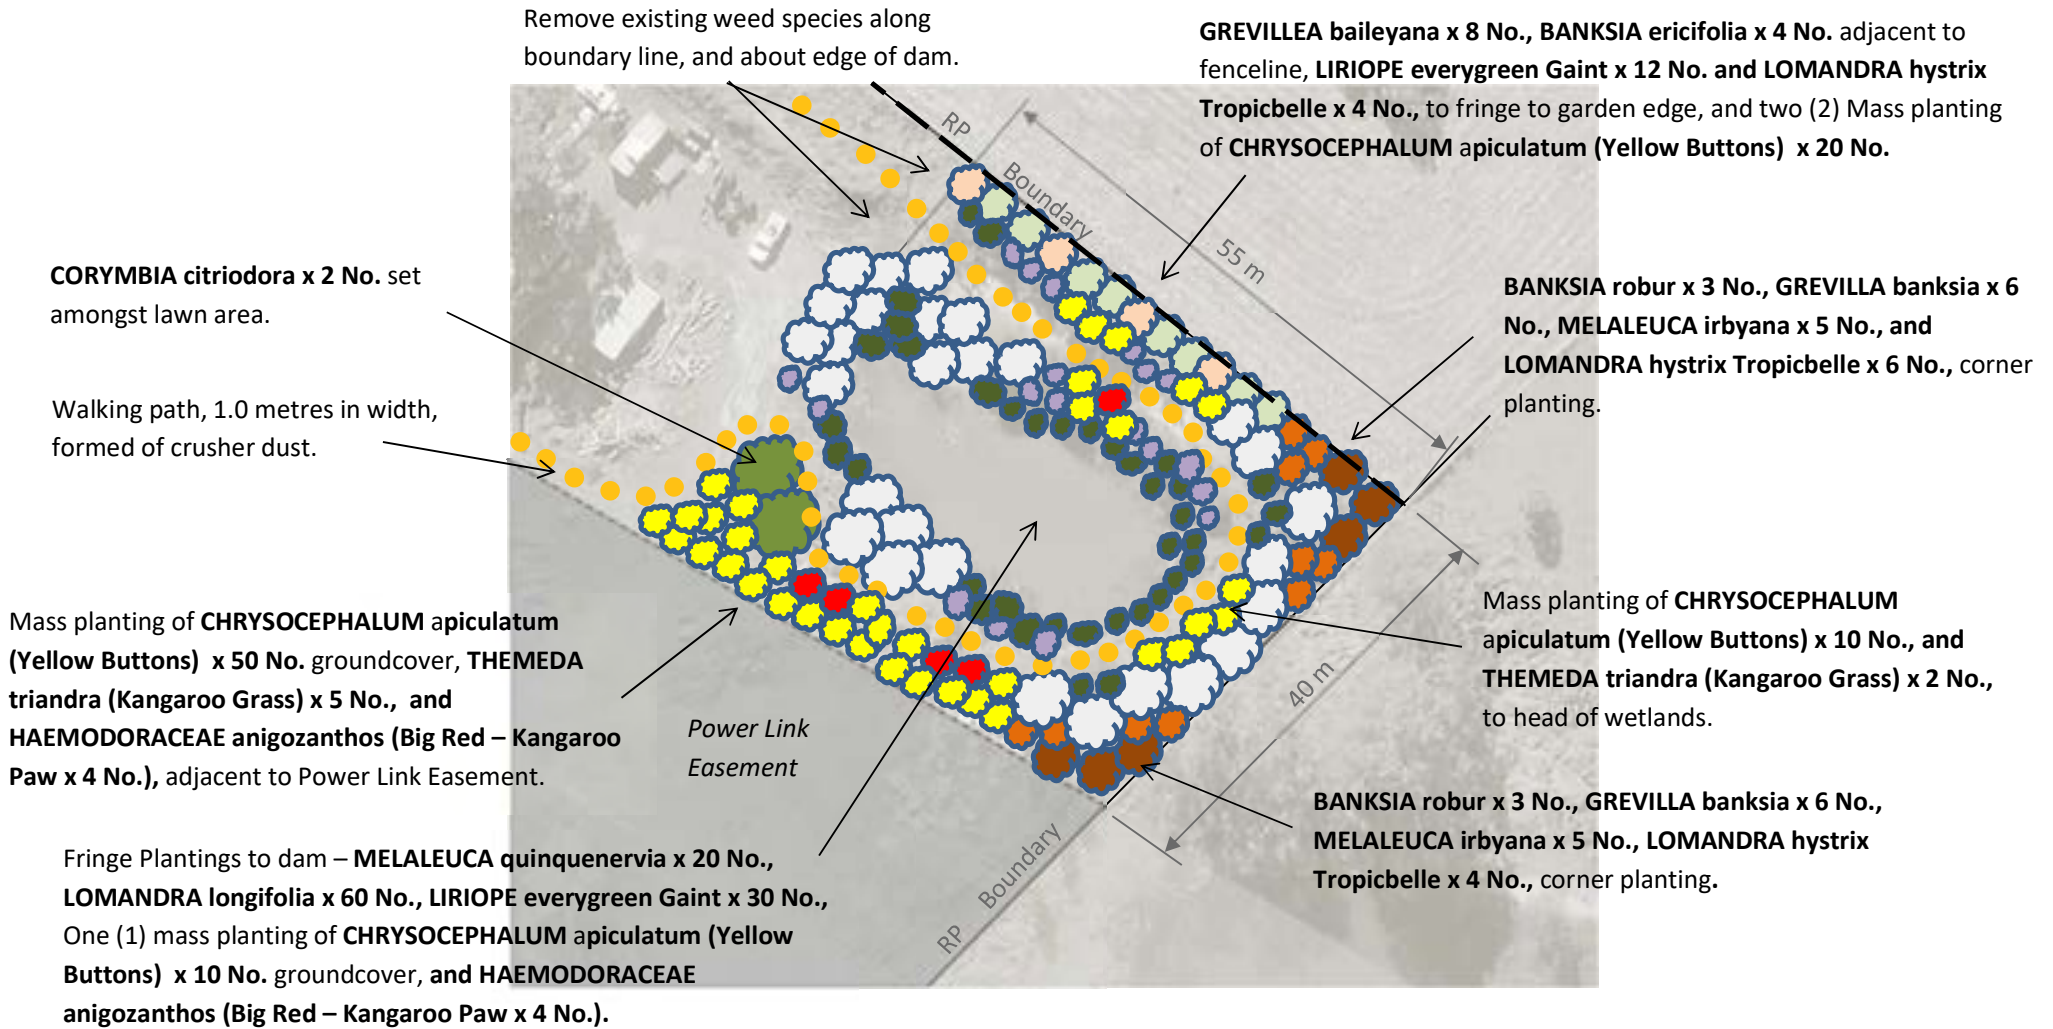 Remove existing weed species along
boundary line, and about edge of dam.
GREVILLEA baileyana x 8 No., BANKSIA ericifolia x 4 No. adjacent to
fenceline, LIRIOPE everygreen Gaint x 12 No. and LOMANDRA hystrix
Tropicbelle x 4 No., to fringe to garden edge, and two (2) Mass planting
of CHRYSOCEPHALUM apiculatum (Yellow Buttons) x 20 No.
RP
Boundary
55 m
CORYMBIA citriodora x 2 No. set
amongst lawn area.
BANKSIA robur x 3 No., GREVILLA banksia x 6
No., MELALEUCA irbyana x 5 No., and
LOMANDRA hystrix Tropicbelle x 6 No., corner
planting.
Walking path, 1.0 metres in width,
formed of crusher dust.
Mass planting of CHRYSOCEPHALUM apiculatum
(Yellow Buttons) x 50 No. groundcover, THEMEDA
triandra (Kangaroo Grass) x 5 No., and
HAEMODORACEAE anigozanthos (Big Red – Kangaroo
Paw x 4 No.), adjacent to Power Link Easement.
Mass planting of CHRYSOCEPHALUM
apiculatum (Yellow Buttons) x 10 No., and
THEMEDA triandra (Kangaroo Grass) x 2 No.,
to head of wetlands.
40 m
Power Link
Easement
BANKSIA robur x 3 No., GREVILLA banksia x 6 No.,
MELALEUCA irbyana x 5 No., LOMANDRA hystrix
Tropicbelle x 4 No., corner planting.
Fringe Plantings to dam – MELALEUCA quinquenervia x 20 No.,
LOMANDRA longifolia x 60 No., LIRIOPE everygreen Gaint x 30 No.,
One (1) mass planting of CHRYSOCEPHALUM apiculatum (Yellow
Buttons) x 10 No. groundcover, and HAEMODORACEAE
anigozanthos (Big Red – Kangaroo Paw x 4 No.).
RP Boundary